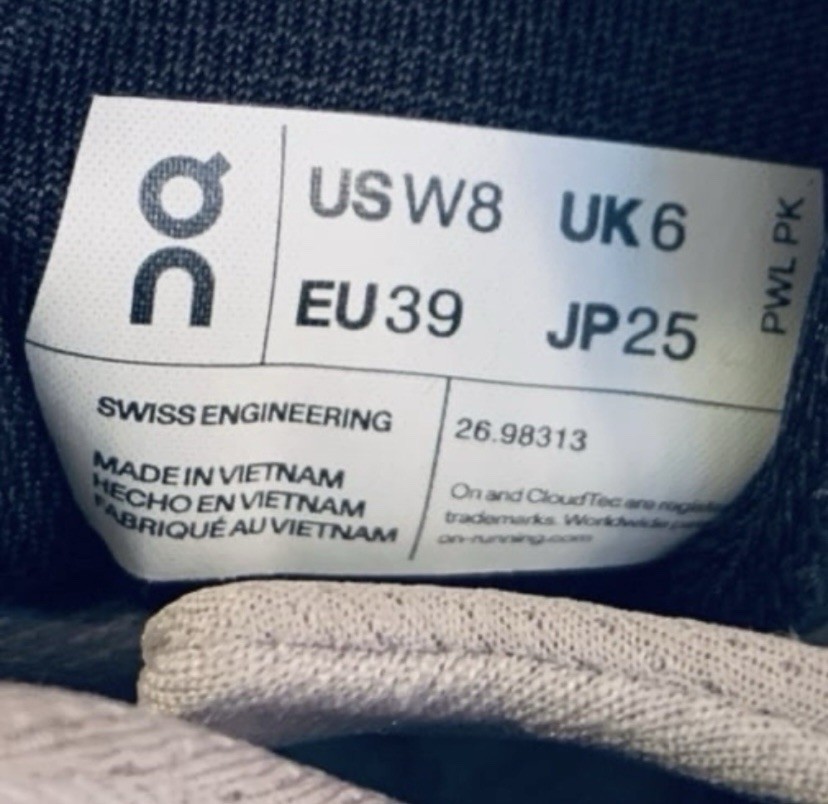 On
US W8 UK 6
EU 39 JP 25
PWL PK
SWISS ENGINEERING
MADE IN VIETNAM
HECHO EN VIETNAM
FABRIQUÉ AU VIETNAM
26.98313
On and CloudTec are
trademarks. Worldwide
on-running.com